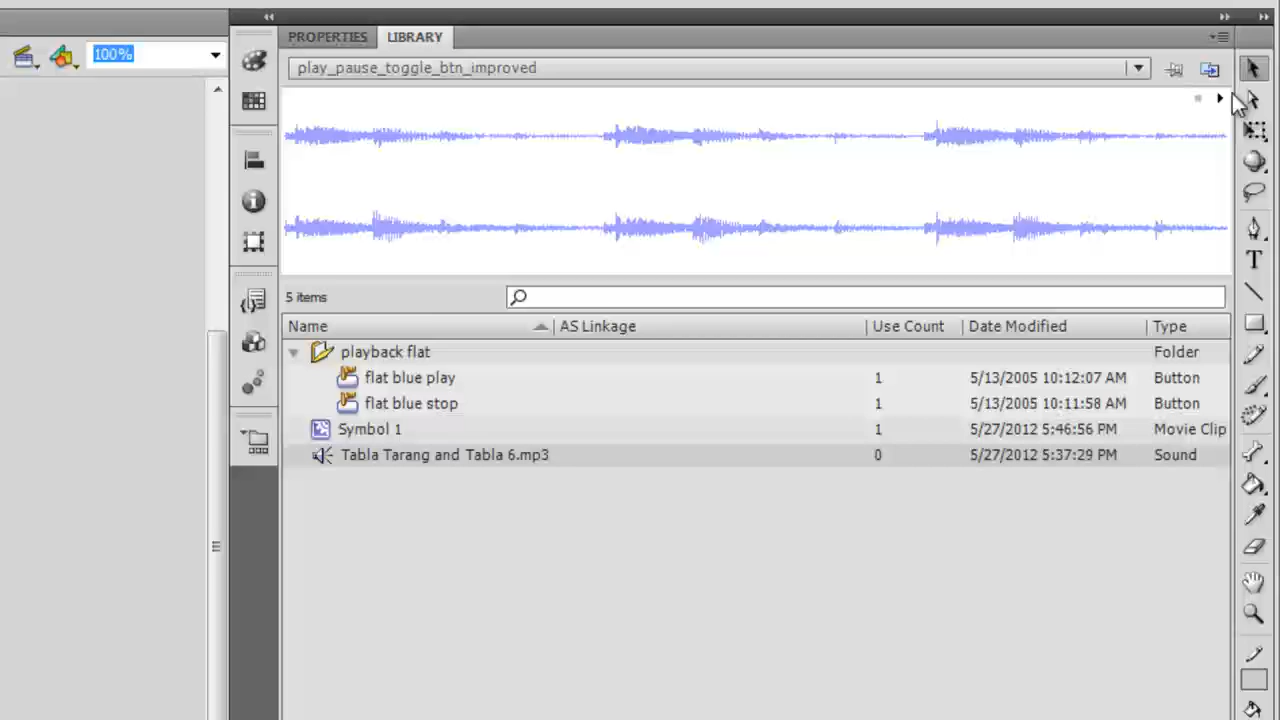 PROPERTIES LIBRARY
100%
play_pause_toggle_btn_improved
5 items
Name AS Linkage Use Count Date Modified Type
playback flat Folder
flat blue play 1 5/13/2005 10:12:07 AM Button
flat blue stop 1 5/13/2005 10:11:58 AM Button
Symbol 1 1 5/27/2012 5:46:56 PM Movie Clip
Tabla Tarang and Tabla 6.mp3 0 5/27/2012 5:37:29 PM Sound